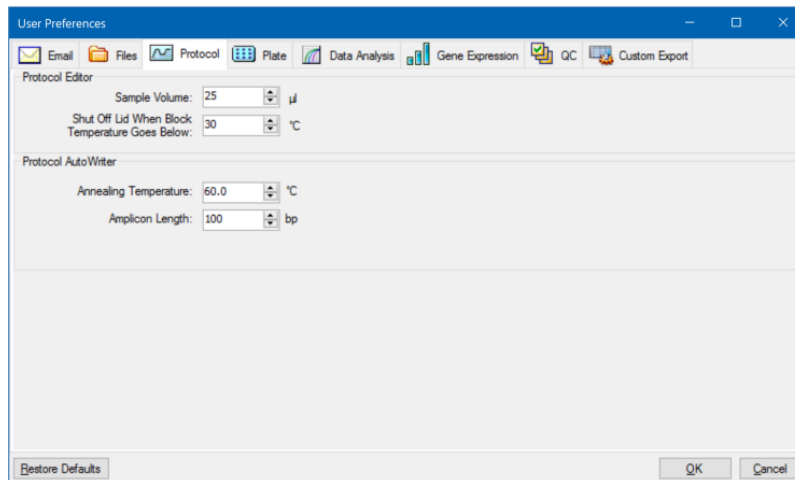 User Preferences
Email Files Protocol Plate Data Analysis Gene Expression QC Custom Export
Protocol Editor
Sample Volume: 25 µl
Shut Off Lid When Block
Temperature Goes Below: 30 °C
Protocol AutoWriter
Annealing Temperature: 60.0 °C
Amplicon Length: 100 bp
Restore Defaults OK Cancel